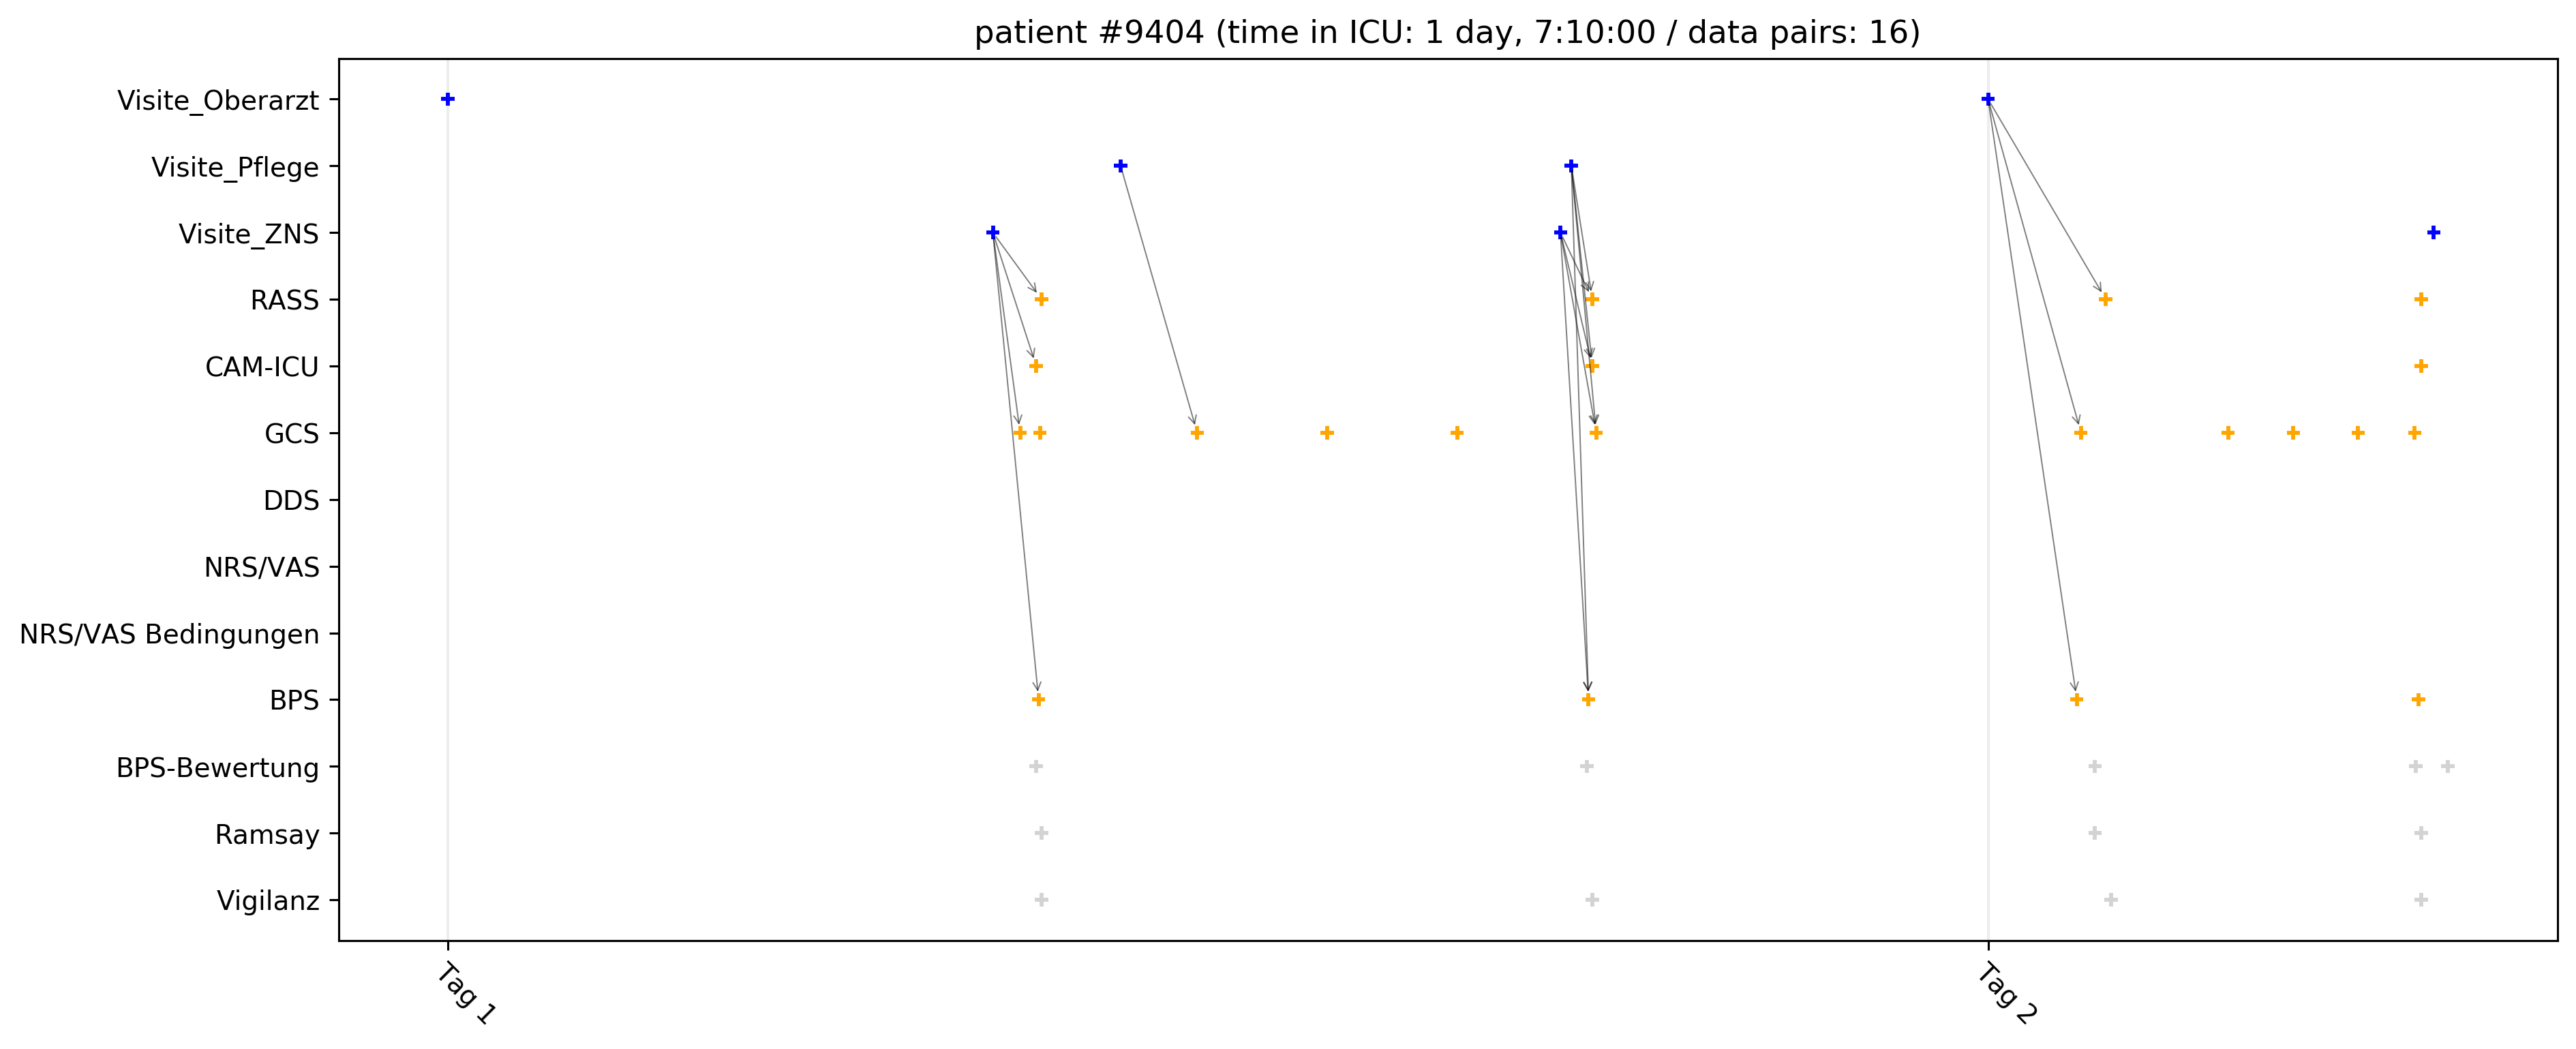 patient #9404 (time in ICU: 1 day, 7:10:00 / data pairs: 16)
Visite_Oberarzt
Visite_Pflege
Visite_ZNS
RASS
CAM-ICU
GCS
DDS
NRS/VAS
NRS/VAS Bedingungen
BPS
BPS-Bewertung
Ramsay
Vigilanz
Tag 1
Tag 2